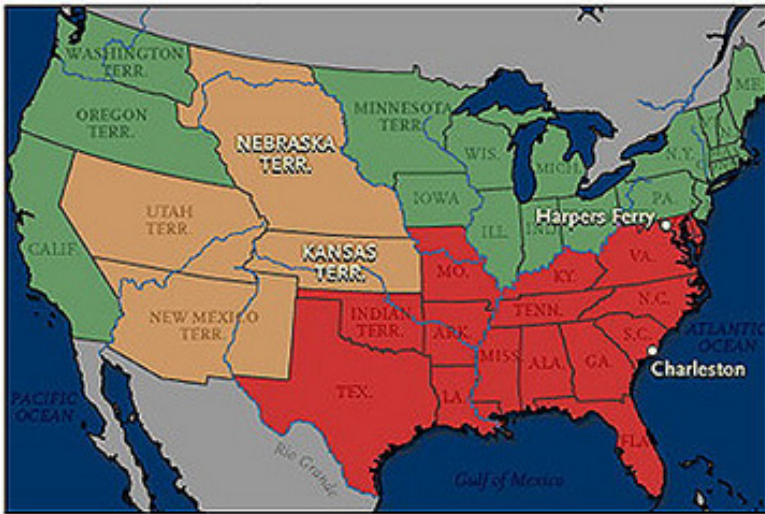 WASHINGTON
TERR.
OREGON
TERR.
CALIF.
NEBRASKA
TERR.
UTAH
TERR.
KANSAS
TERR.
NEW MEXICO
TERR.
MINNESOTA
TERR.
WIS.
MICH.
IOWA
ILL.
IND.
N.Y.
PA.
ME.
Harpers Ferry
MO.
KY.
VA.
TENN.
N.C.
INDIAN
TERR.
ARK.
S.C.
MISS.
ALA.
GA.
Charleston
TEX.
LA.
FLA.
PACIFIC
OCEAN
ATLANTIC
OCEAN
Rio Grande
Gulf of Mexico